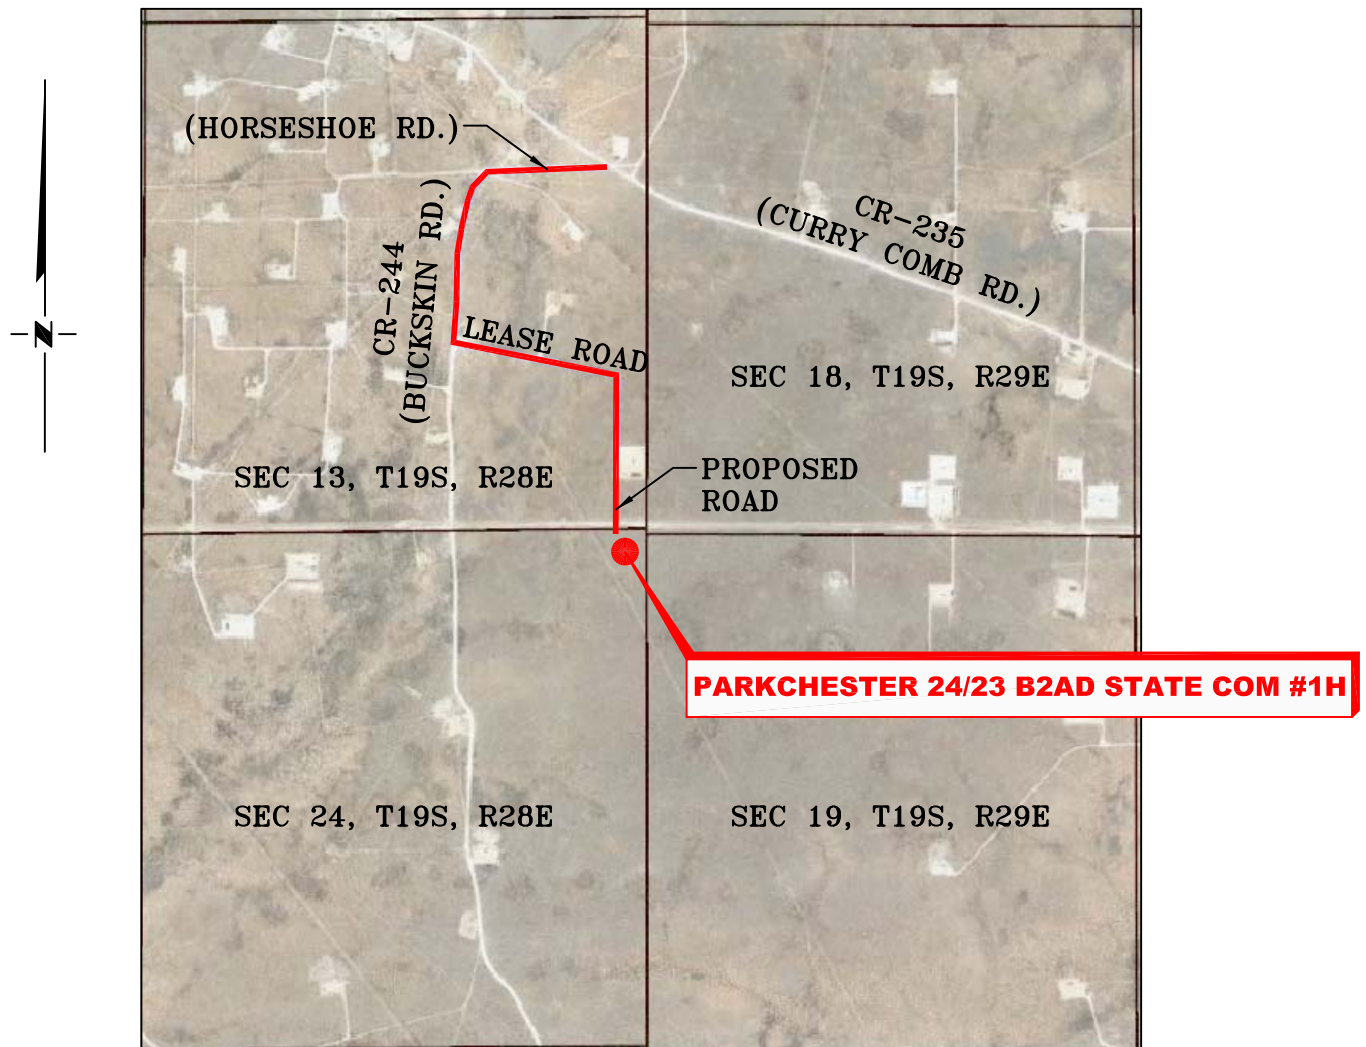 (HORSESHOE RD.)
CR-244
(BUCKSKIN RD.)
CR-235
(CURRY COMB RD.)
LEASE ROAD
SEC 18, T19S, R29E
SEC 13, T19S, R28E
PROPOSED
ROAD
N
PARKCHESTER 24/23 B2AD STATE COM #1H
SEC 24, T19S, R28E
SEC 19, T19S, R29E